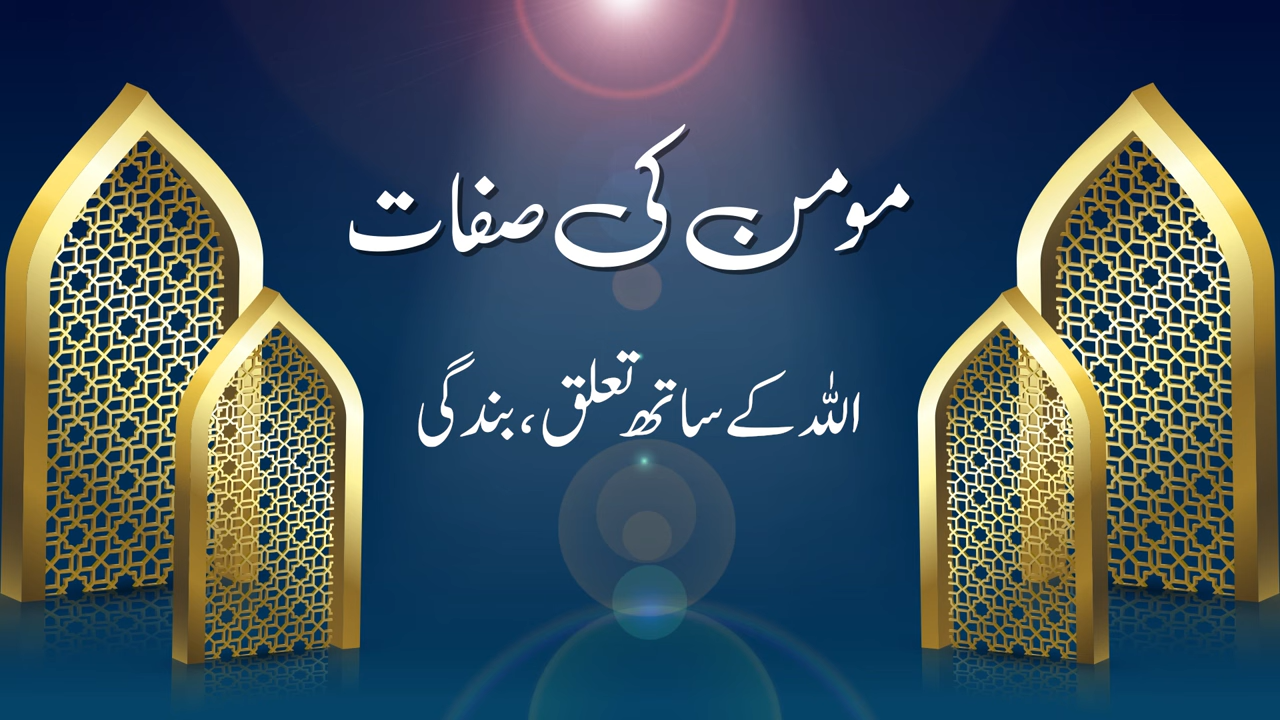 مومن کی صفات
اللہ کے ساتھ تعلق، بندگی